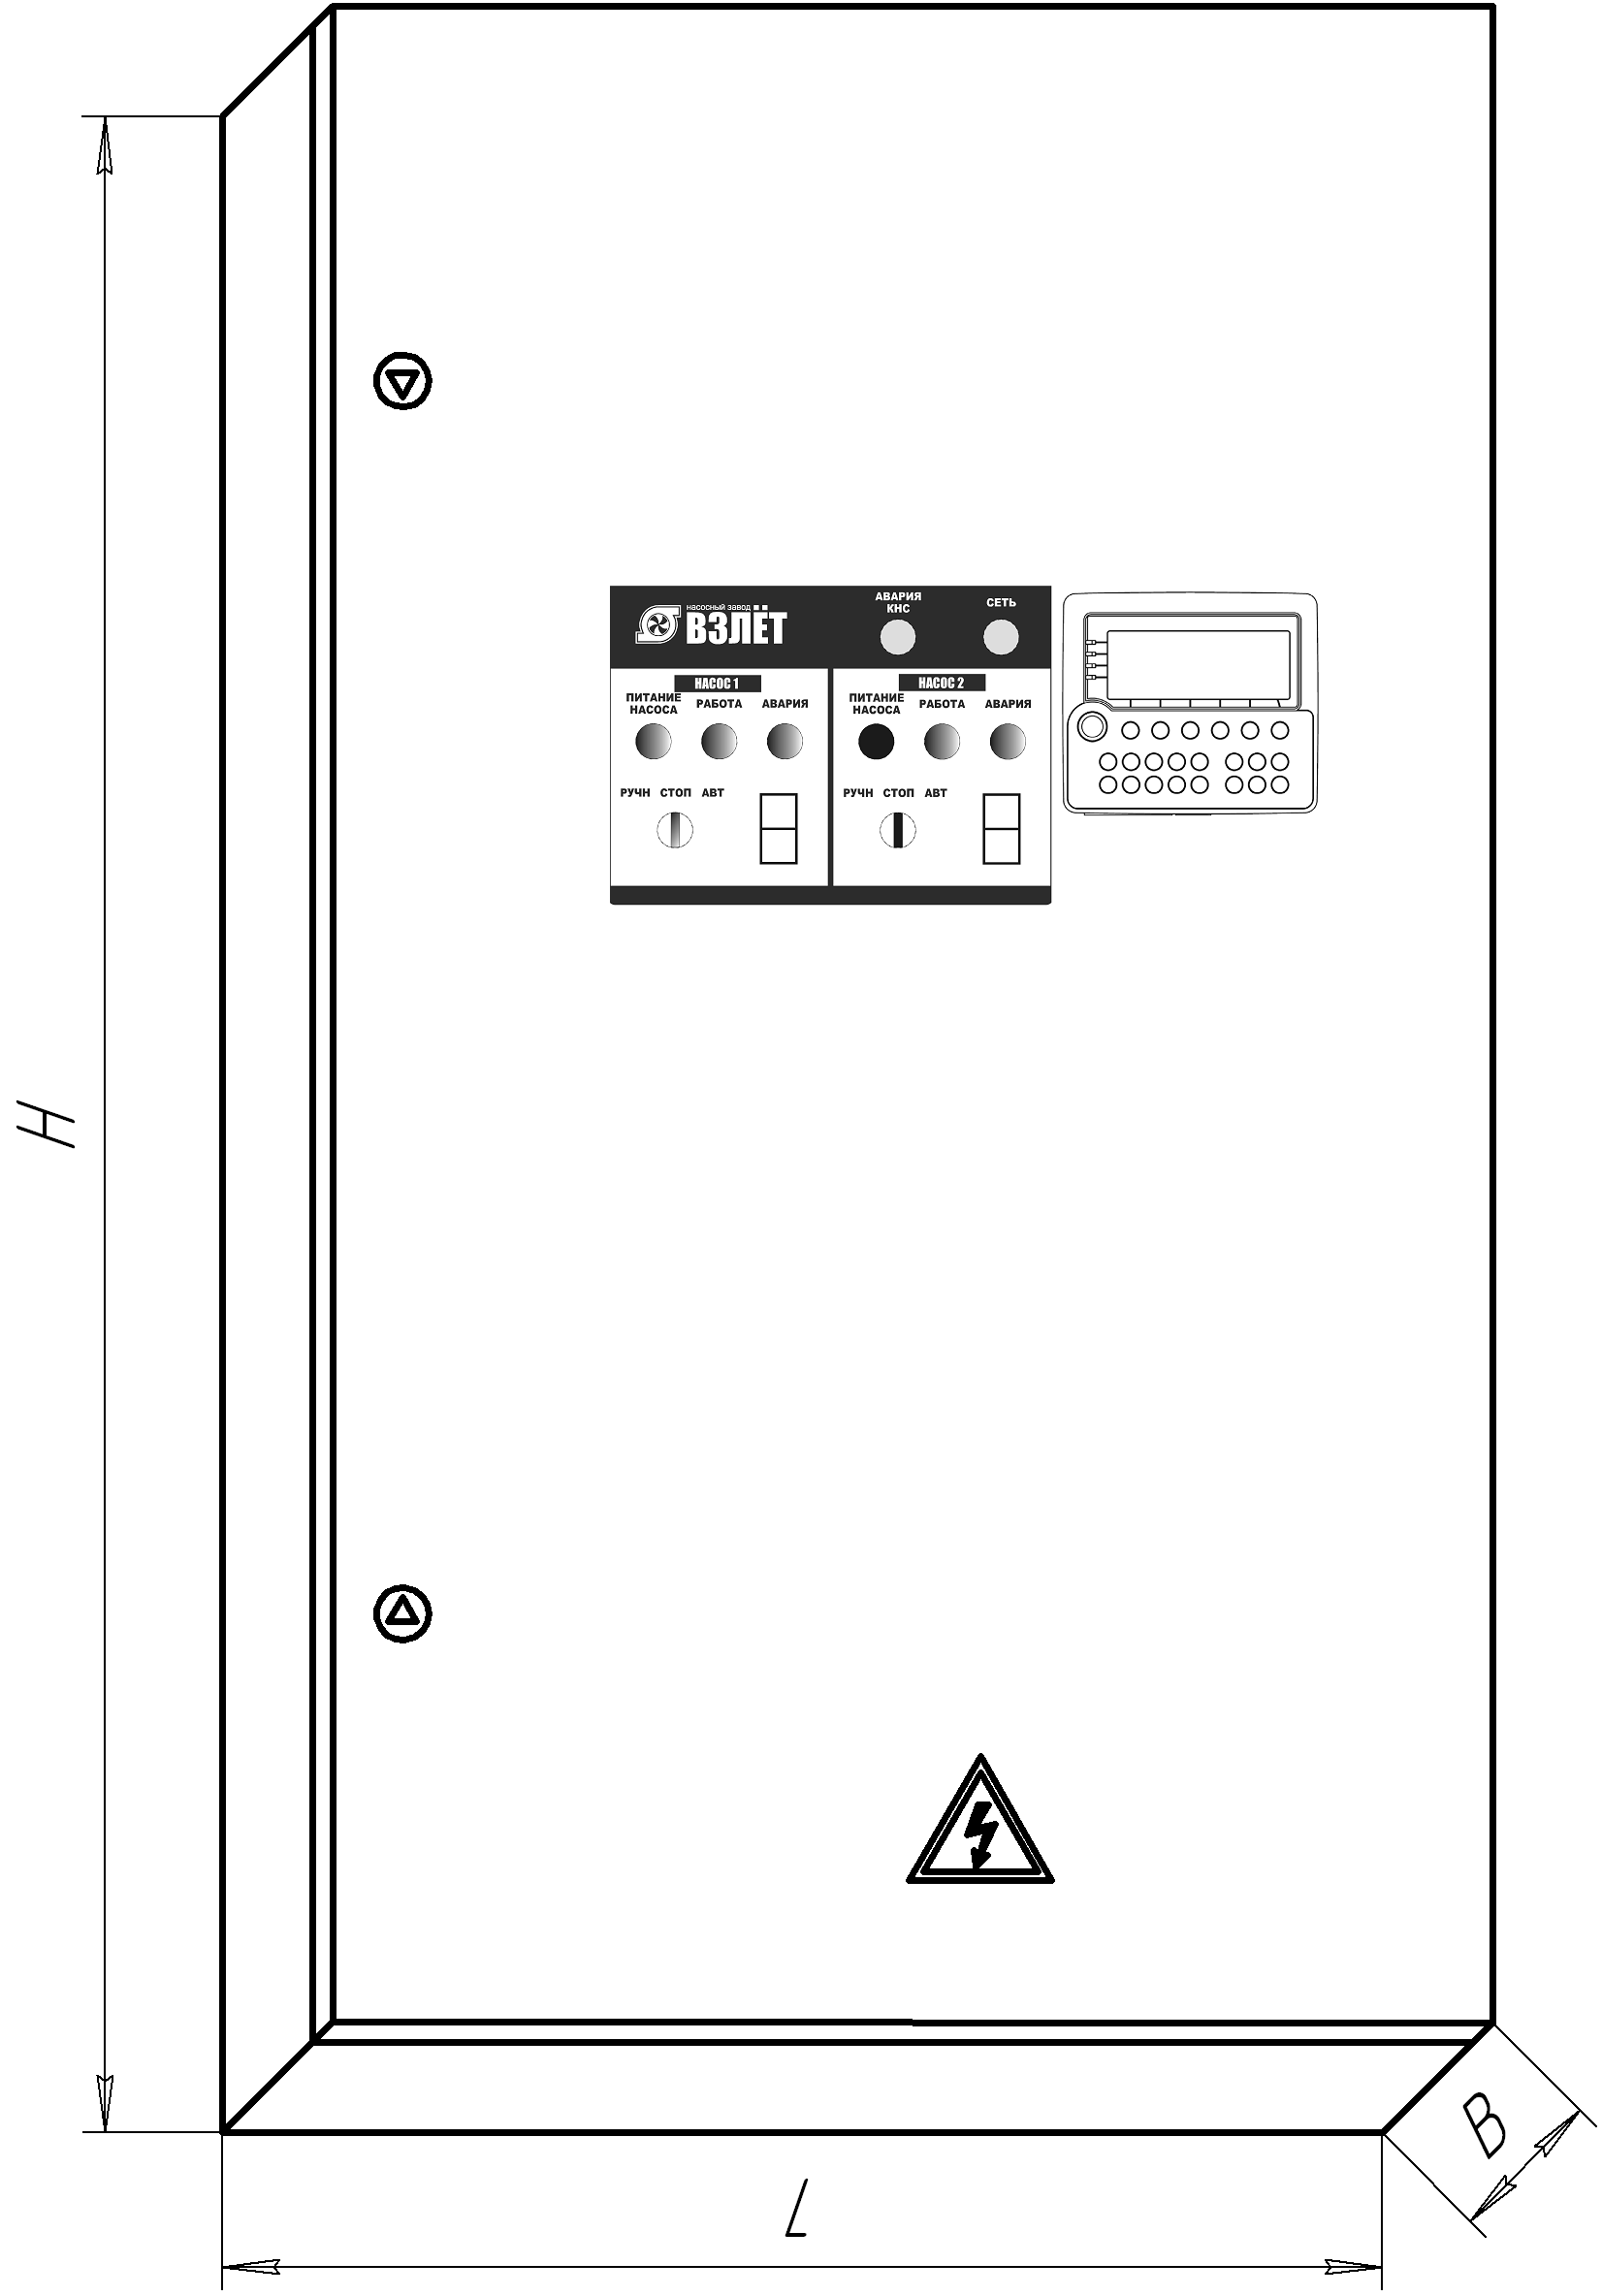 АВАРИЯ
КНС
СЕТЬ
насосный завод
ВЗЛЁТ
НАСОС 1
ПИТАНИЕ
НАСОСА
РАБОТА
АВАРИЯ
РУЧН СТОП АВТ
НАСОС 2
ПИТАНИЕ
НАСОСА
РАБОТА
АВАРИЯ
РУЧН СТОП АВТ
H
B
L